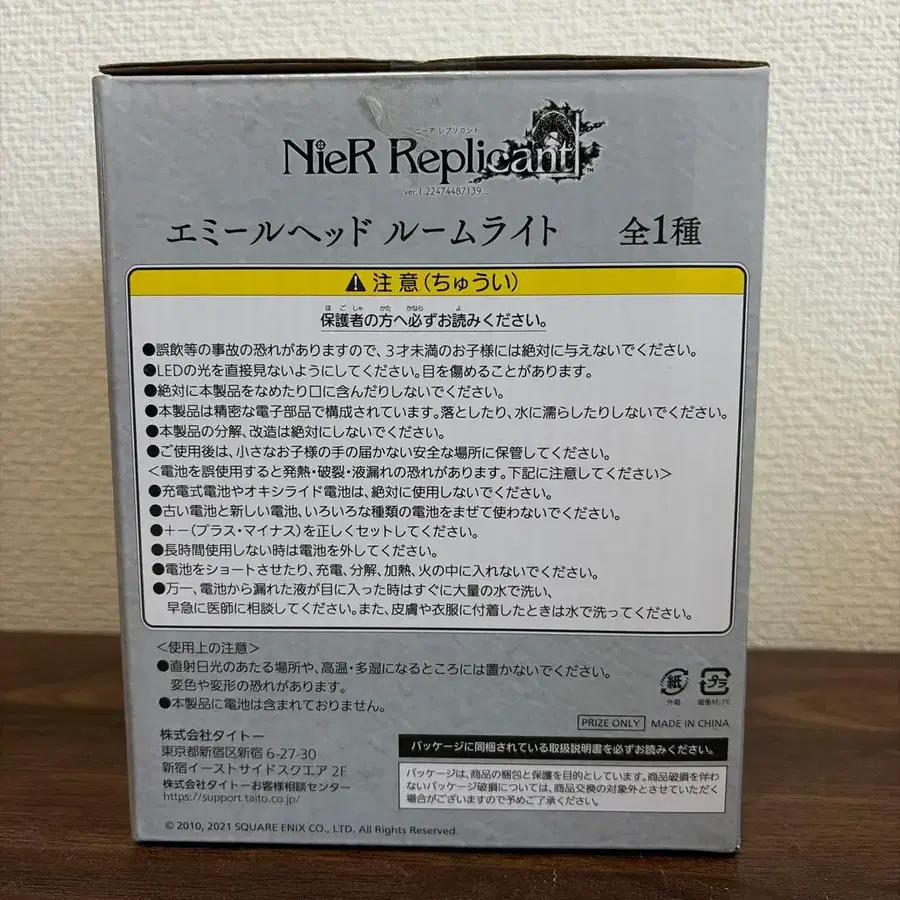 ニーア レプリカント
NieR Replicant
ver.1.22474487139...
エミールヘッド ルームライト 全1種
注意(ちゅうい)
ほごしゃ かた かなら よ
保護者の方へ必ずお読みください。
●誤飲等の事故の恐れがありますので、3才未満のお子様には絶対に与えないでください。
●LEDの光を直接見ないようにしてください。目を傷めることがあります。
●絶対に本製品をなめたり口に含んだりしないでください。
●本製品は精密な電子部品で構成されています。落としたり、水に濡らしたりしないでください。
●本製品の分解、改造は絶対にしないでください。
●ご使用後は、小さなお子様の手の届かない安全な場所に保管してください。
<電池を誤使用すると発熱・破裂・液漏れの恐れがあります。下記に注意してください>
●充電式電池やオキシライド電池は、絶対に使用しないでください。
●古い電池と新しい電池、いろいろな種類の電池をまぜて使わないでください。
●+-(プラス・マイナス)を正しくセットしてください。
●長時間使用しない時は電池を外してください。
●電池をショートさせたり、充電、分解、加熱、火の中に入れないでください。
●万一、電池から漏れた液が目に入った時はすぐに大量の水で洗い、
早急に医師に相談してください。また、皮膚や衣服に付着したときは水で洗ってください。
<使用上の注意>
●直射日光のあたる場所や、高温・多湿になるところには置かないでください。
変色や変形の恐れがあります。
●本製品に電池は含まれておりません。
紙 プラ
外箱 緩衝材:PE
PRIZE ONLY MADE IN CHINA
株式会社タイトー
東京都新宿区新宿 6-27-30
新宿イーストサイドスクエア 2F
株式会社タイトーお客様相談センター
https://support.taito.co.jp/
パッケージに同梱されている取扱説明書を必ずお読みください。
パッケージは、商品の梱包と保護を目的としています。商品破損を伴わ
ないパッケージ破損については、商品交換の対象外とさせていただく
場合がございますので予めご了承ください。
© 2010, 2021 SQUARE ENIX CO., LTD. All Rights Reserved.